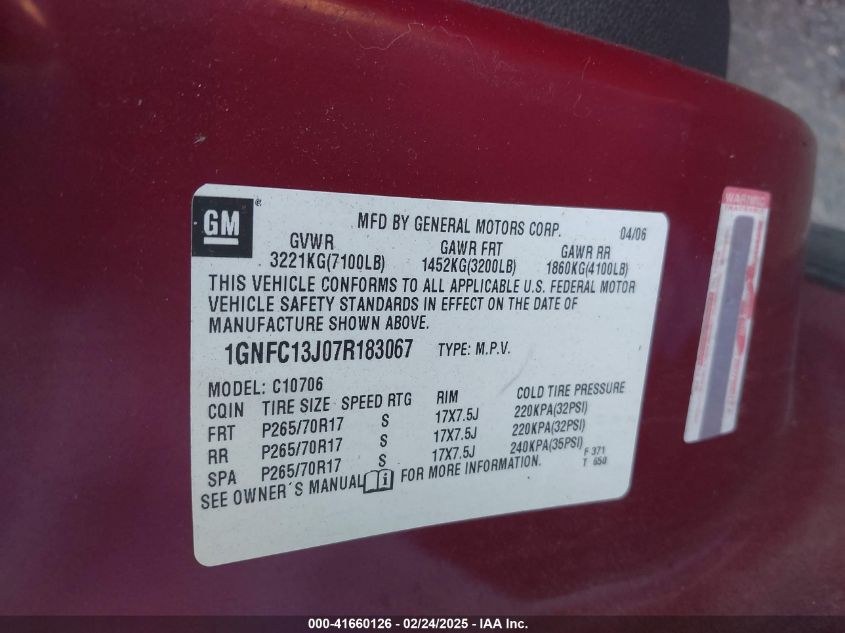 GM
®
MFD BY GENERAL MOTORS CORP. 04/06
GVWR GAWR FRT GAWR RR
3221KG(7100LB) 1452KG(3200LB) 1860KG(4100LB)
THIS VEHICLE CONFORMS TO ALL APPLICABLE U.S. FEDERAL MOTOR
VEHICLE SAFETY STANDARDS IN EFFECT ON THE DATE OF
MANUFACTURE SHOWN ABOVE.
1GNFC13J07R183067 TYPE: M.P.V.
MODEL: C10706
CQIN TIRE SIZE SPEED RTG RIM COLD TIRE PRESSURE
FRT P265/70R17 S 17X7.5J 220KPA(32PSI)
RR P265/70R17 S 17X7.5J 220KPA(32PSI)
SPA P265/70R17 S 17X7.5J 240KPA(35PSI)
F 371
T 650
SEE OWNER´S MANUAL i FOR MORE INFORMATION.
WARNING
000-41660126 - 02/24/2025 - IAA Inc.